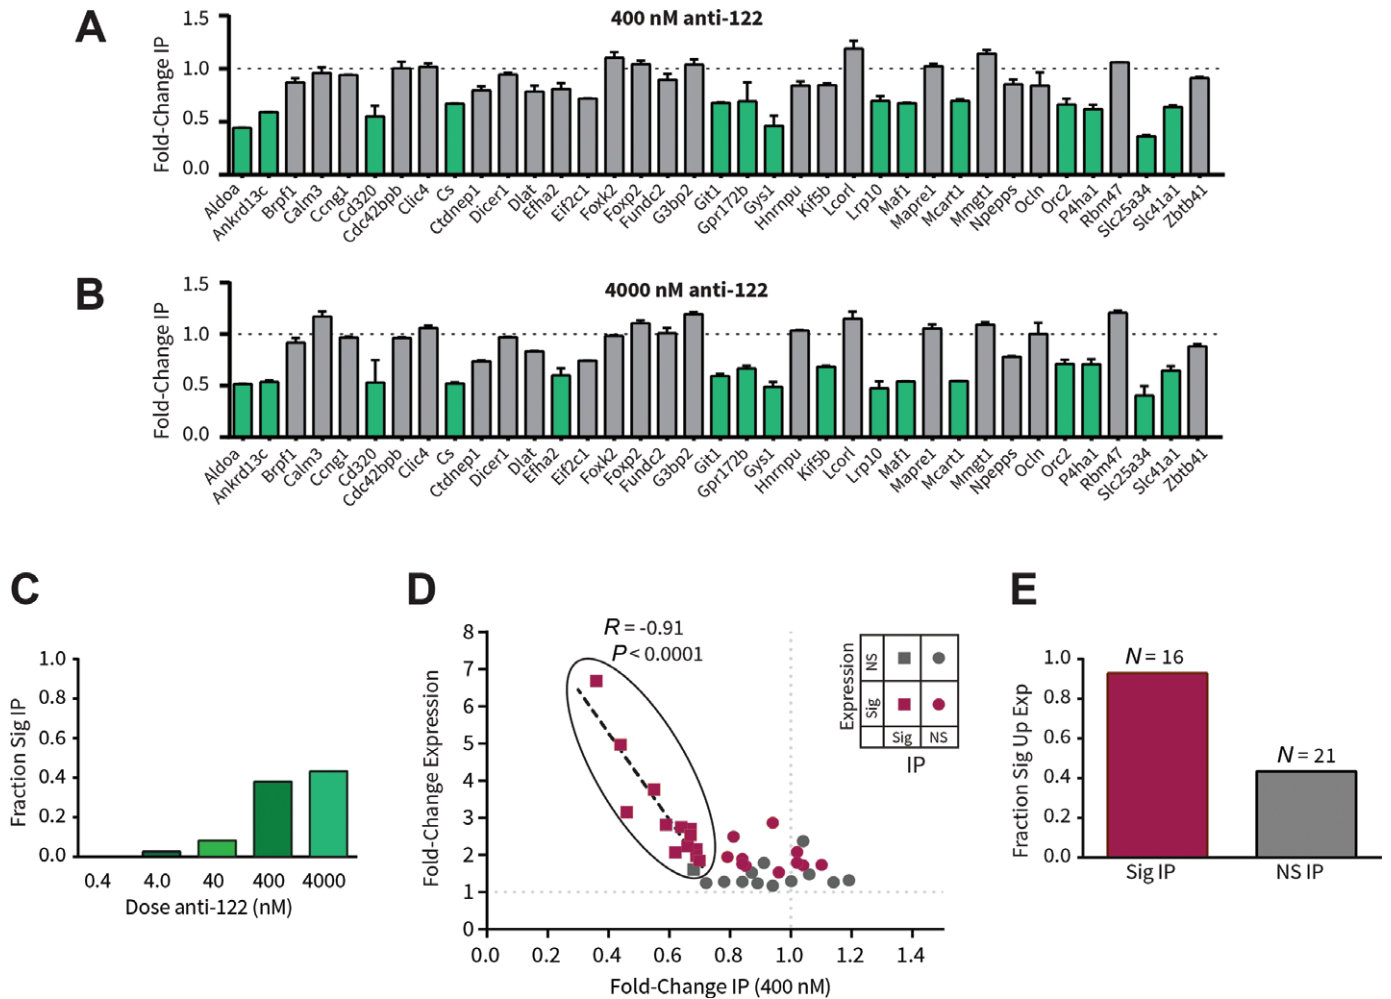 A
400 nM anti-122
Fold-Change IP
1.5
1.0
0.5
0.0
Aldoa Ankrd13c Brpf1 Calm3 Ccng1 Cd320 Cdc42bpb Clic4 Cs Ctdnep1 Dicer1 Dlat Efha2 Eif2c1 Foxk2 Foxp2 Fundc2 G3bp2 Git1 Gpr172b Gys1 Hnrnpu Kif5b Lcorl Lrp10 Maf1 Mapre1 Mcart1 Mmgt1 Npepps Ocln Orc2 P4ha1 Rbm47 Slc25a34 Slc41a1 Zbtb41
B
4000 nM anti-122
Fold-Change IP
1.5
1.0
0.5
0.0
Aldoa Ankrd13c Brpf1 Calm3 Ccng1 Cd320 Cdc42bpb Clic4 Cs Ctdnep1 Dicer1 Dlat Efha2 Eif2c1 Foxk2 Foxp2 Fundc2 G3bp2 Git1 Gpr172b Gys1 Hnrnpu Kif5b Lcorl Lrp10 Maf1 Mapre1 Mcart1 Mmgt1 Npepps Ocln Orc2 P4ha1 Rbm47 Slc25a34 Slc41a1 Zbtb41
C
Fraction Sig IP
1.0
0.8
0.6
0.4
0.2
0.0
0.4 4.0 40 400 4000
Dose anti-122 (nM)
D
R = -0.91
P < 0.0001
Fold-Change Expression
8
7
6
5
4
3
2
1
0
0.0 0.2 0.4 0.6 0.8 1.0 1.2 1.4
Fold-Change IP (400 nM)
Expression
NS
Sig
Sig NS
IP
E
Fraction Sig Up Exp
1.0
0.8
0.6
0.4
0.2
0.0
N = 16
N = 21
Sig IP NS IP